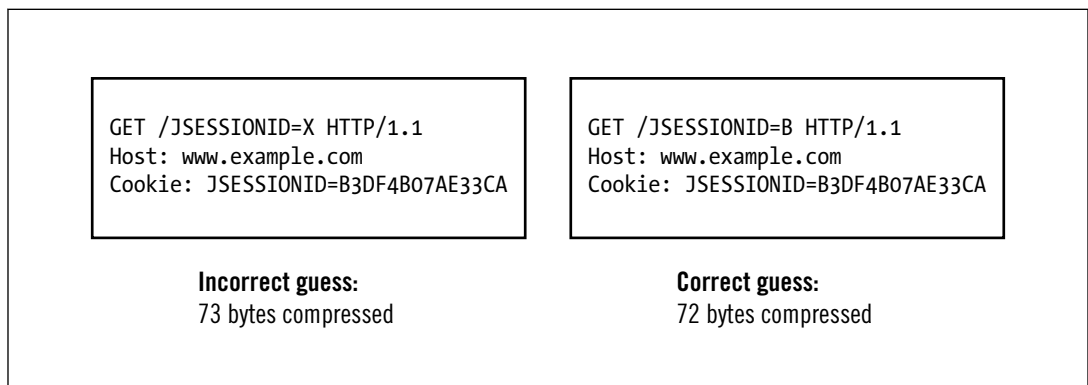 GET /JSESSIONID=X HTTP/1.1
Host: www.example.com
Cookie: JSESSIONID=B3DF4B07AE33CA
Incorrect guess:
73 bytes compressed
GET /JSESSIONID=B HTTP/1.1
Host: www.example.com
Cookie: JSESSIONID=B3DF4B07AE33CA
Correct guess:
72 bytes compressed